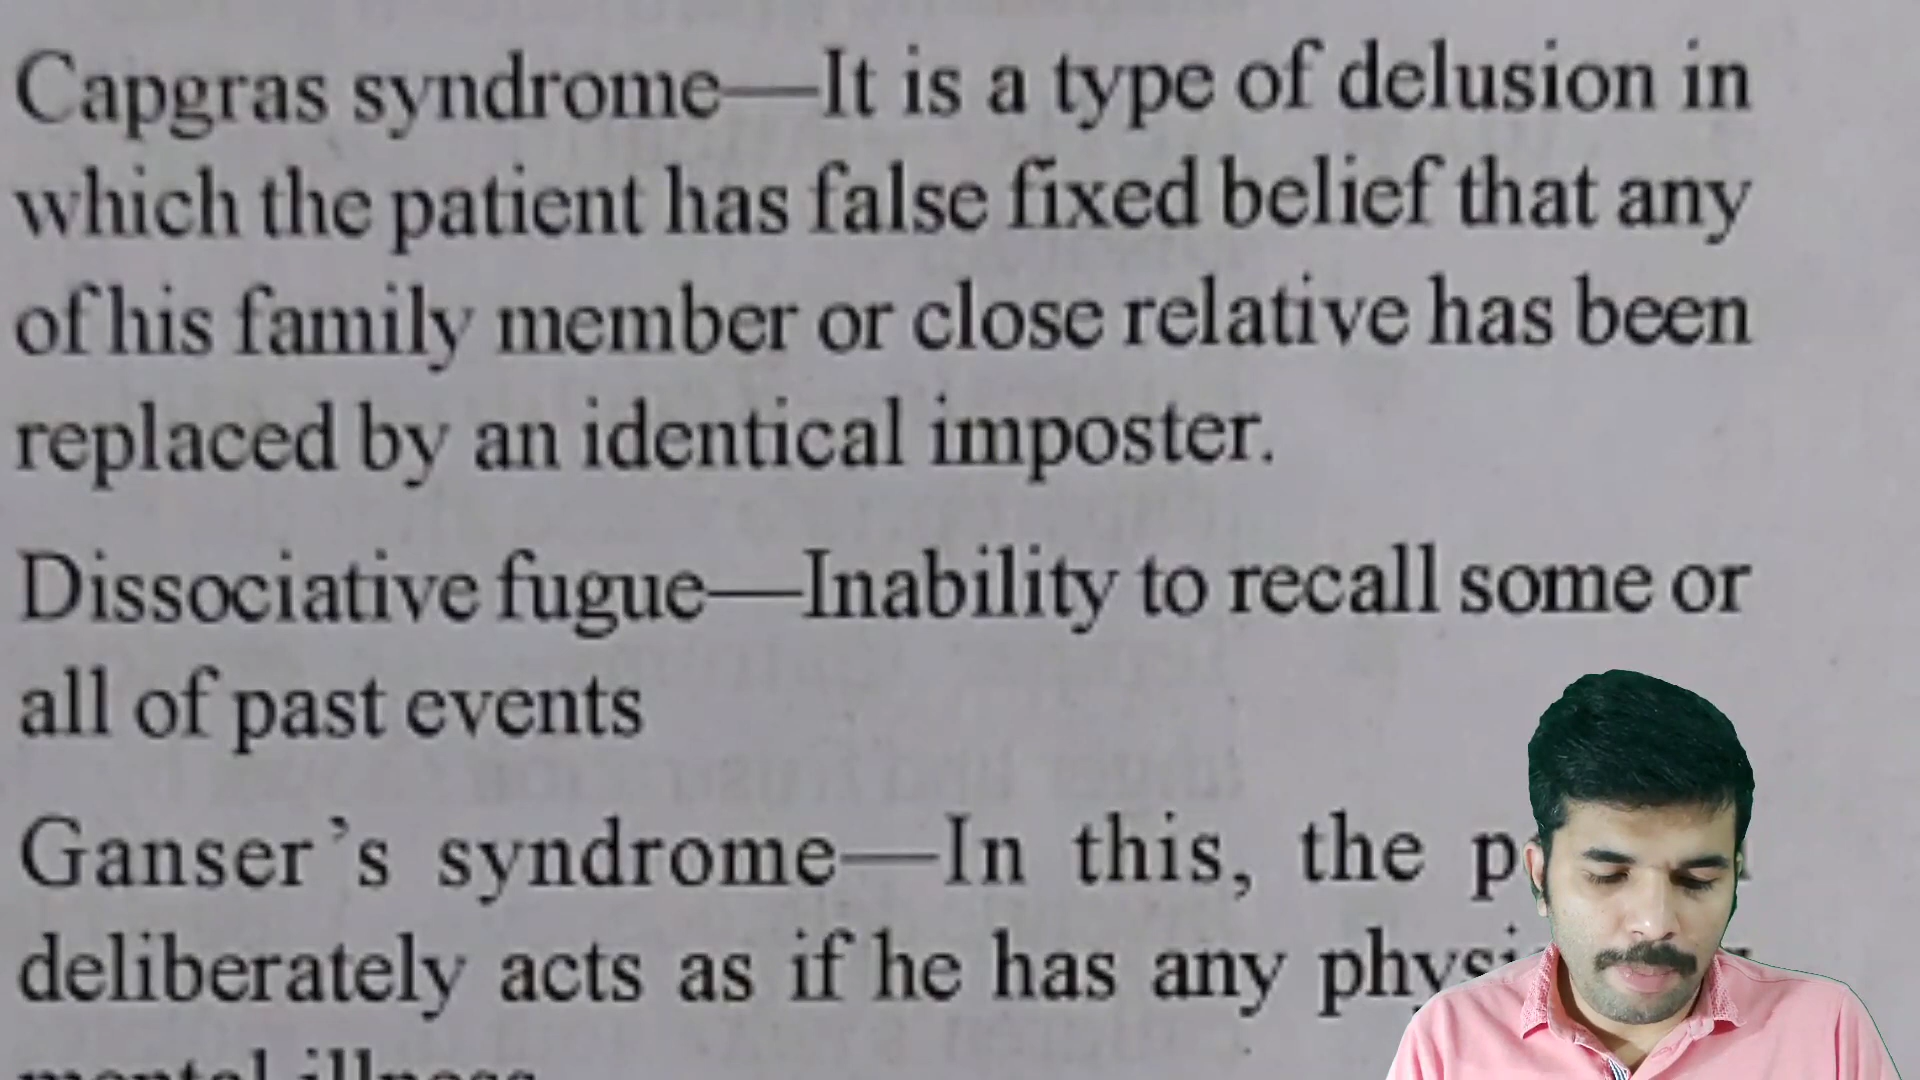 Capgras syndrome—It is a type of delusion in
which the patient has false fixed belief that any
of his family member or close relative has been
replaced by an identical imposter.
Dissociative fugue—Inability to recall some or
all of past events
Ganser's syndrome—In this, the
deliberately acts as if he has any
mental illness